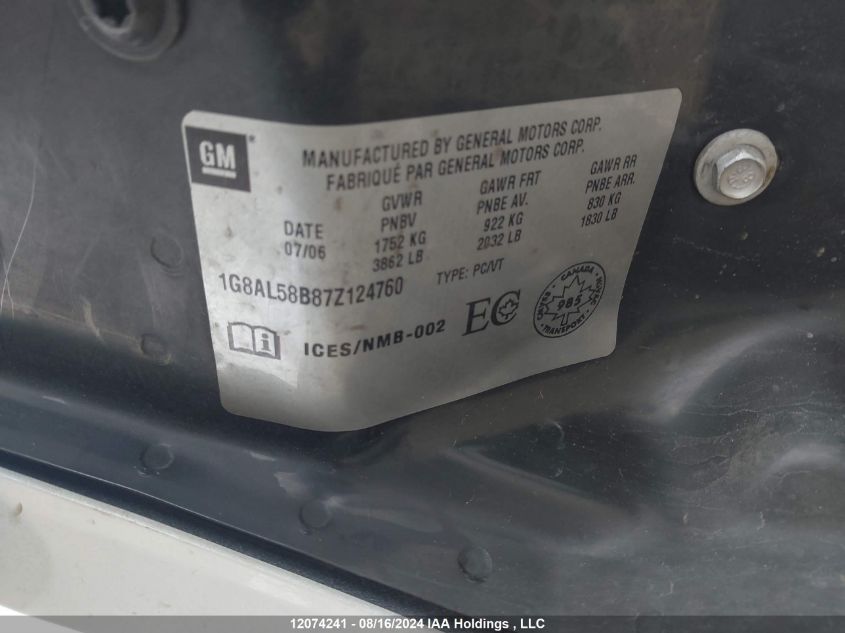 GM
MANUFACTURED BY GENERAL MOTORS CORP.
FABRIQUÉ PAR GENERAL MOTORS CORP.
DATE
07/06
GVWR
PNBV
1752 KG
3862 LB
GAWR FRT
PNBE AV.
922 KG
2032 LB
GAWR RR
PNBE ARR.
830 KG
1830 LB
1G8AL58B87Z124760
TYPE: PC/VT
ICES/NMB-002
EC
CANADA
985
TRANSPORT
12074241 - 08/16/2024 IAA Holdings , LLC